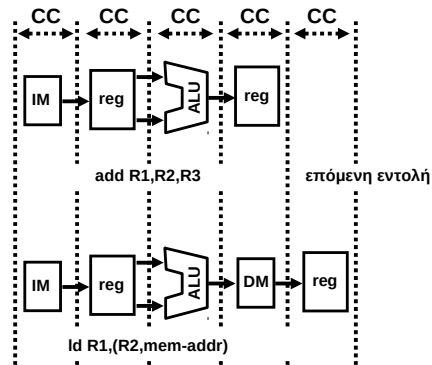 CC CC CC CC CC
IM reg ALU reg
add R1,R2,R3 επόμενη εντολή
IM reg ALU DM reg
ld R1,(R2,mem-addr)